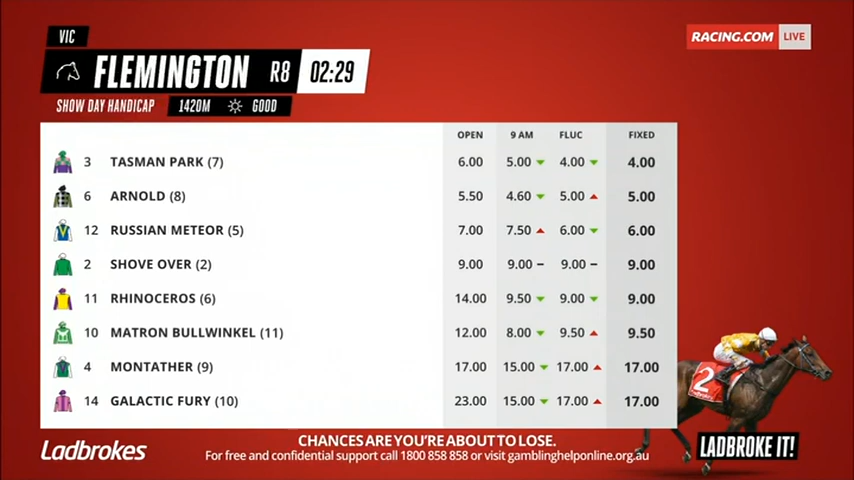 VIC
RACING.COM LIVE
FLEMINGTON R8 02:29
SHOW DAY HANDICAP 1420M GOOD
OPEN 9 AM FLUC FIXED
3 TASMAN PARK (7) 6.00 5.00 4.00 4.00
6 ARNOLD (8) 5.50 4.60 5.00 5.00
12 RUSSIAN METEOR (5) 7.00 7.50 6.00 6.00
2 SHOVE OVER (2) 9.00 9.00 – 9.00 – 9.00
11 RHINOCEROS (6) 14.00 9.50 9.00 9.00
10 MATRON BULLWINKEL (11) 12.00 8.00 9.50 9.50
4 MONTATHER (9) 17.00 15.00 17.00 17.00
14 GALACTIC FURY (10) 23.00 15.00 17.00 17.00
2
Ladbrokes
CHANCES ARE YOU'RE ABOUT TO LOSE.
For free and confidential support call 1800 858 858 or visit gamblinghelponline.org.au
LADBROKE IT!